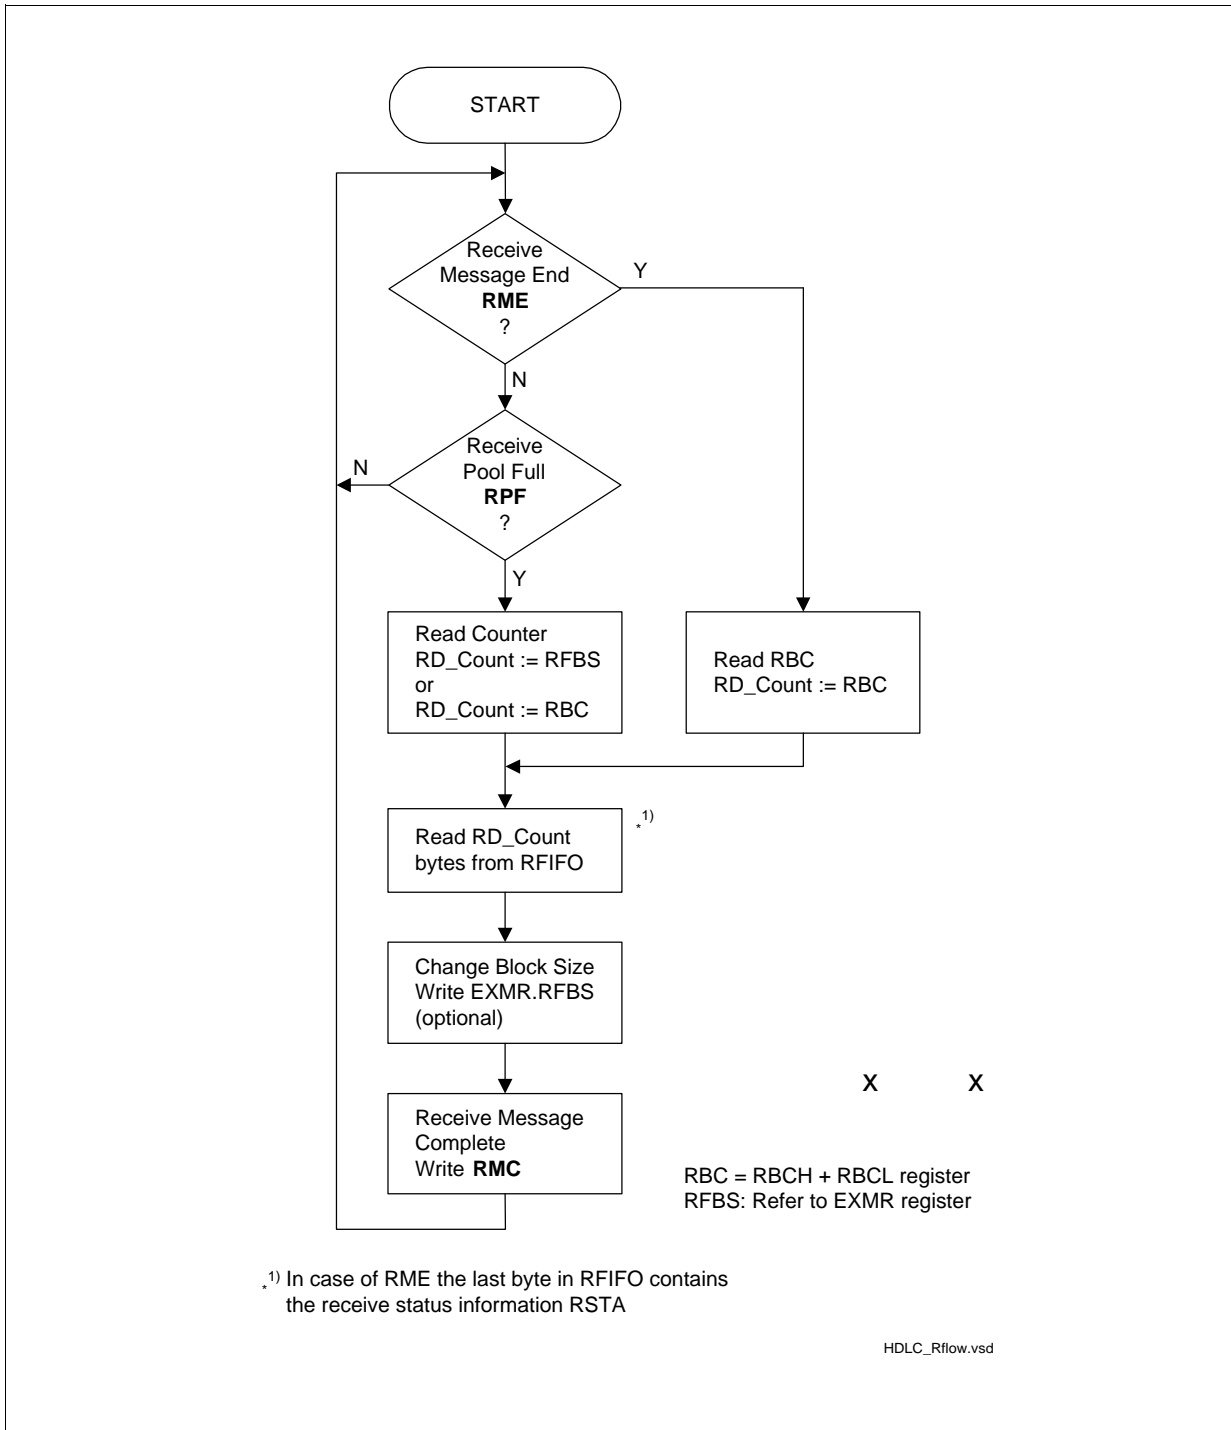 START
Receive
Message End
RME
?
Y
N
Receive
Pool Full
RPF
?
N
Y
Read Counter
RD_Count := RFBS
or
RD_Count := RBC
Read RBC
RD_Count := RBC
Read RD_Count
bytes from RFIFO
*1)
Change Block Size
Write EXMR.RFBS
(optional)
x x
Receive Message
Complete
Write RMC
RBC = RBCH + RBCL register
RFBS: Refer to EXMR register
*1) In case of RME the last byte in RFIFO contains
the receive status information RSTA
HDLC_Rflow.vsd